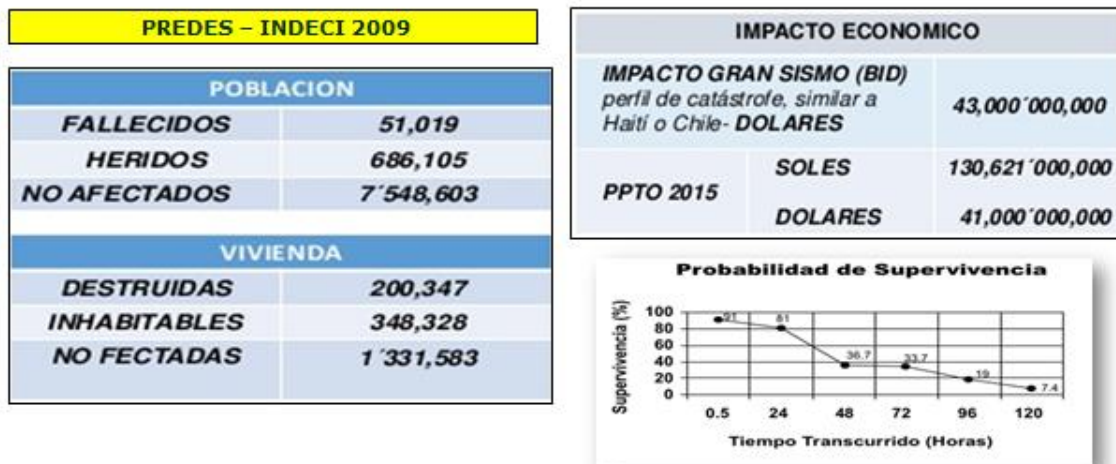 PREDES – INDECI 2009
POBLACION
FALLECIDOS 51,019
HERIDOS 686,105
NO AFECTADOS 7´548,603
VIVIENDA
DESTRUIDAS 200,347
INHABITABLES 348,328
NO FECTADAS 1´331,583
IMPACTO ECONOMICO
IMPACTO GRAN SISMO (BID)
perfil de catástrofe, similar a
Haití o Chile- DOLARES
43,000´000,000
PPTO 2015
SOLES 130,621´000,000
DOLARES 41,000´000,000
Probabilidad de Supervivencia
Supervivencia (%)
100
80
60
40
20
0
91
81
36.7
33.7
19
7.4
0.5 24 48 72 96 120
Tiempo Transcurrido (Horas)